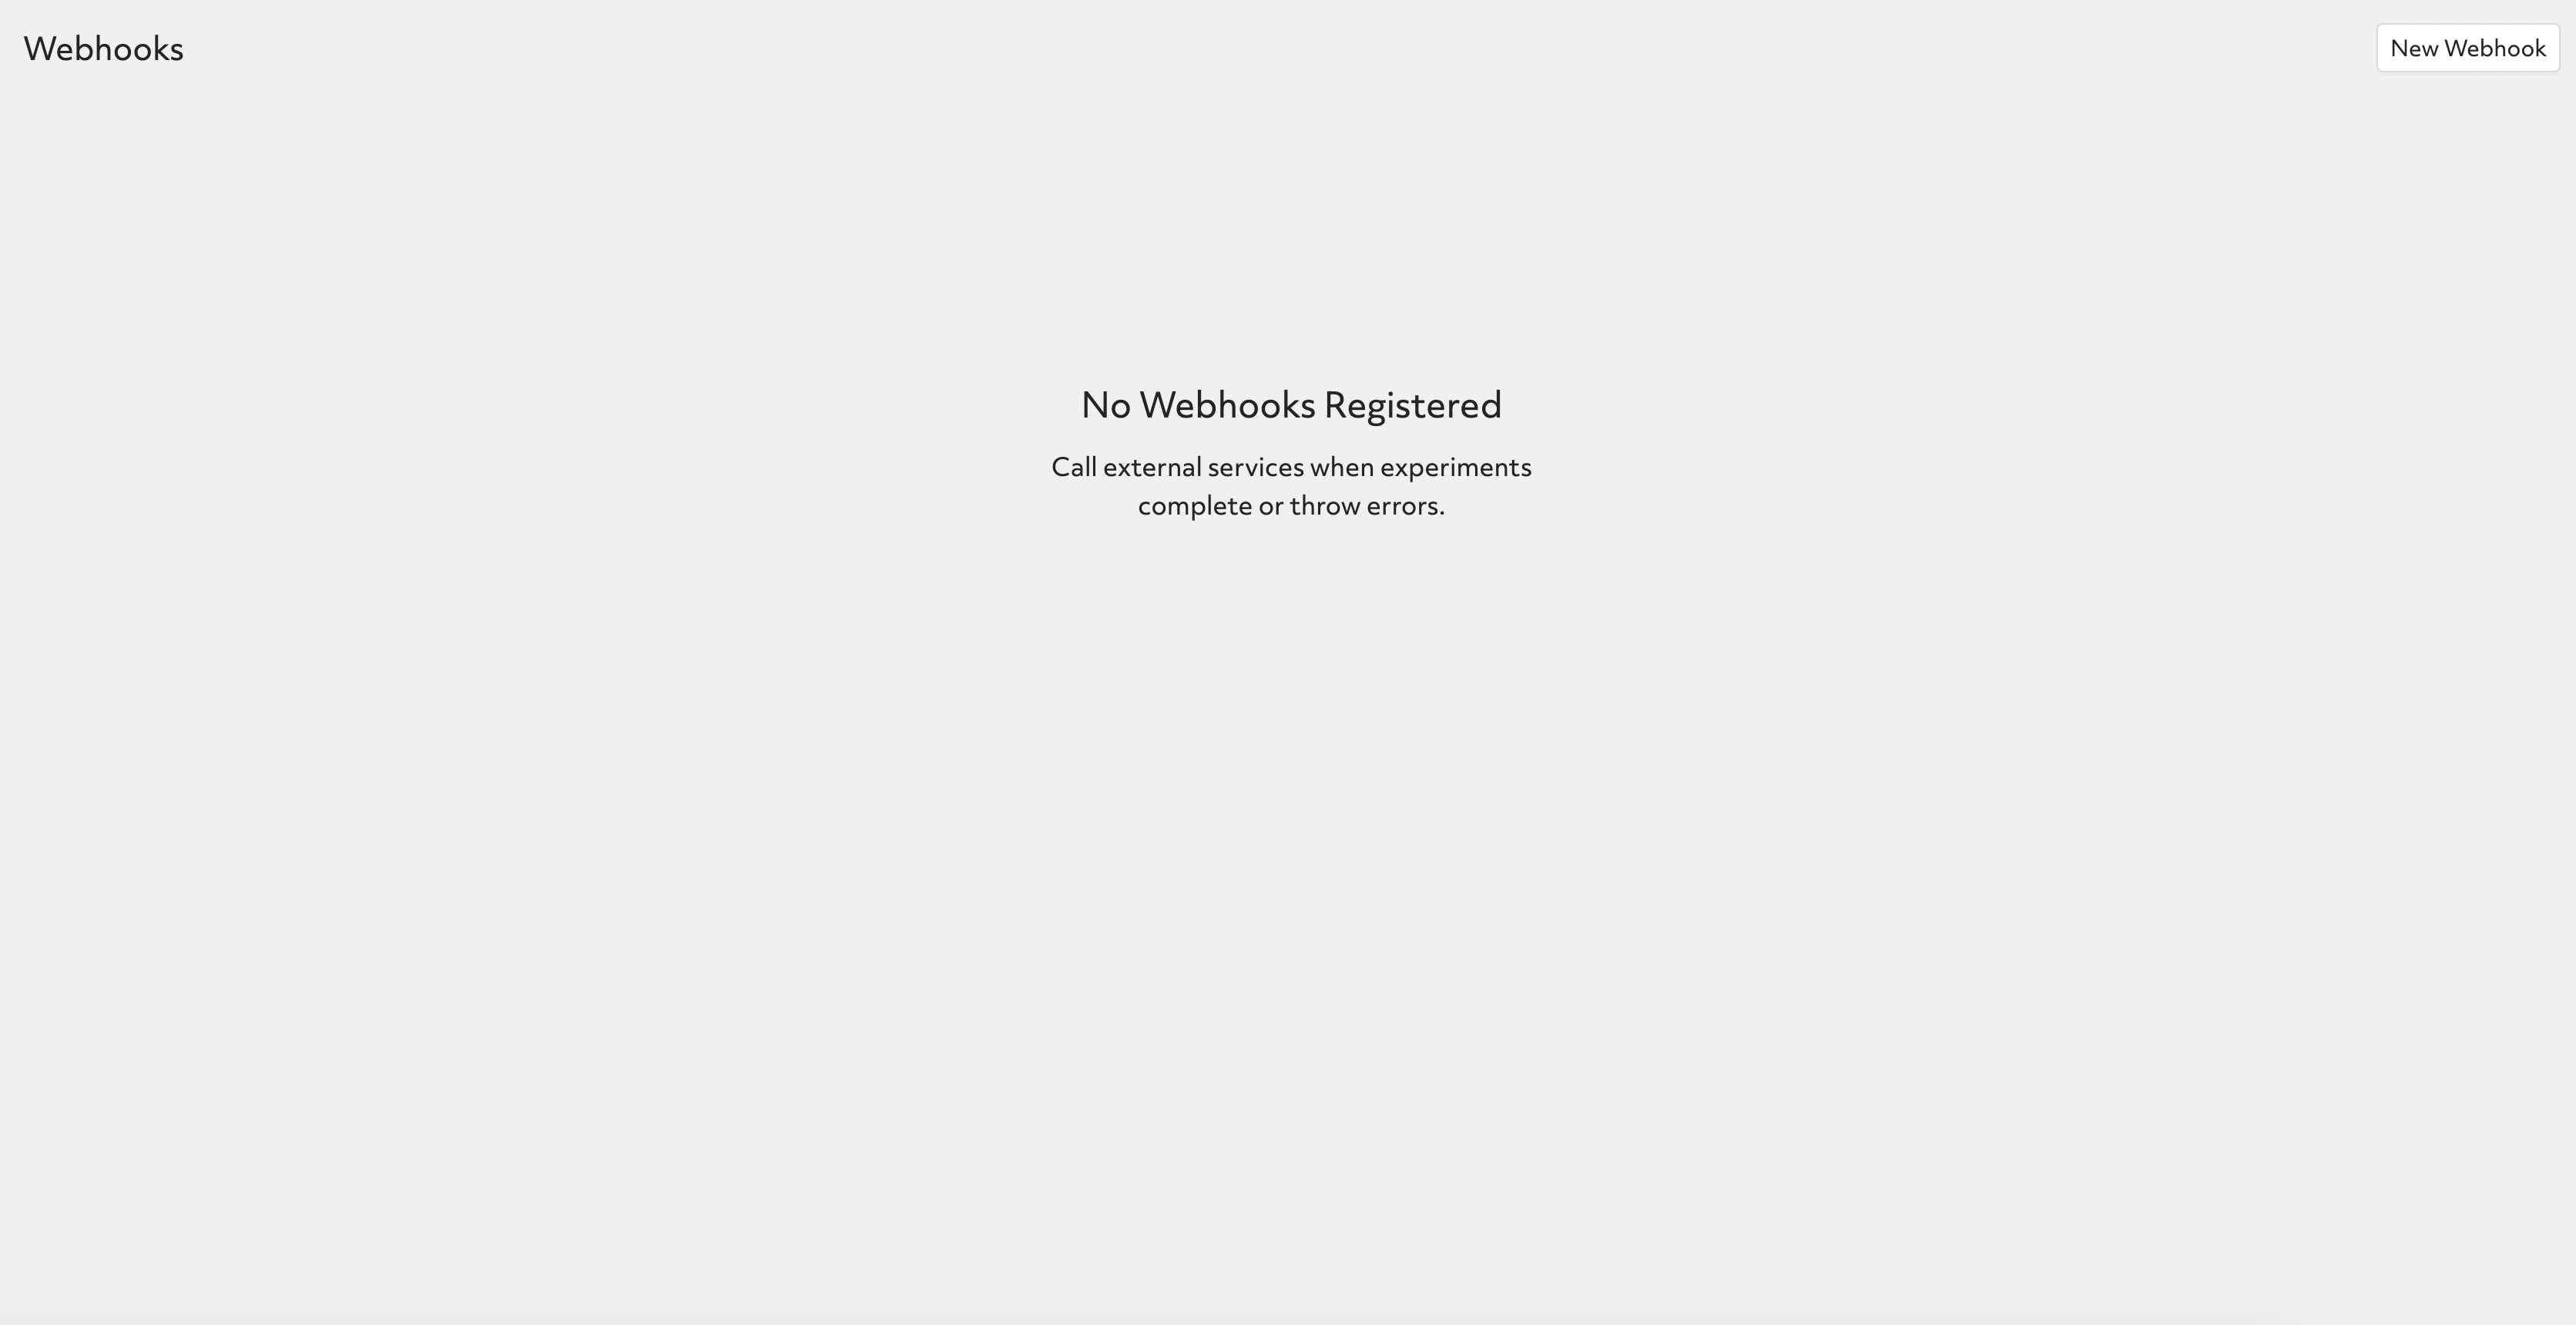 Webhooks
New Webhook
No Webhooks Registered
Call external services when experiments
complete or throw errors.